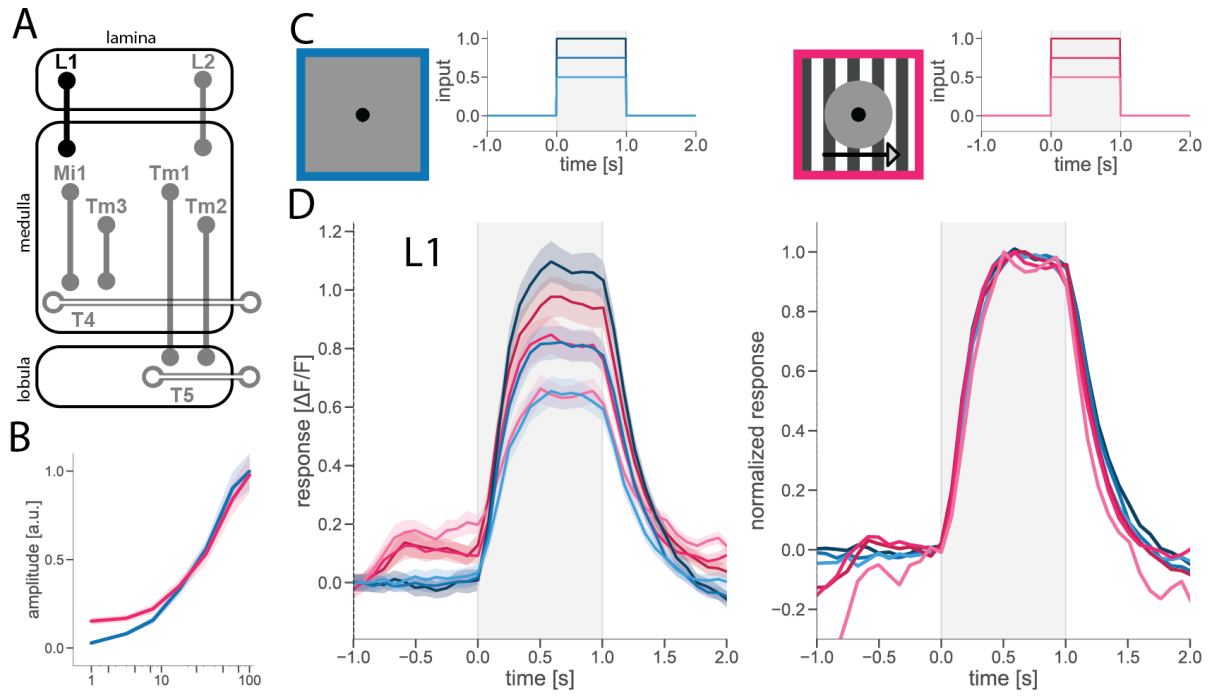 A
lamina
L1
L2
medulla
Mi1
Tm3
Tm1
Tm2
T4
lobula
T5
B
amplitude [a.u.]
1.0
0.5
0.0
1
10
100
C
input
1.0
0.5
0.0
-1.0
0.0
1.0
2.0
time [s]
input
1.0
0.5
0.0
-1.0
0.0
1.0
2.0
time [s]
D
L1
response [ΔF/F]
1.2
1.0
0.8
0.6
0.4
0.2
0.0
−1.0
−0.5
0.0
0.5
1.0
1.5
2.0
time [s]
normalized response
1.0
0.8
0.6
0.4
0.2
0.0
−0.2
−1.0
−0.5
0.0
0.5
1.0
1.5
2.0
time [s]